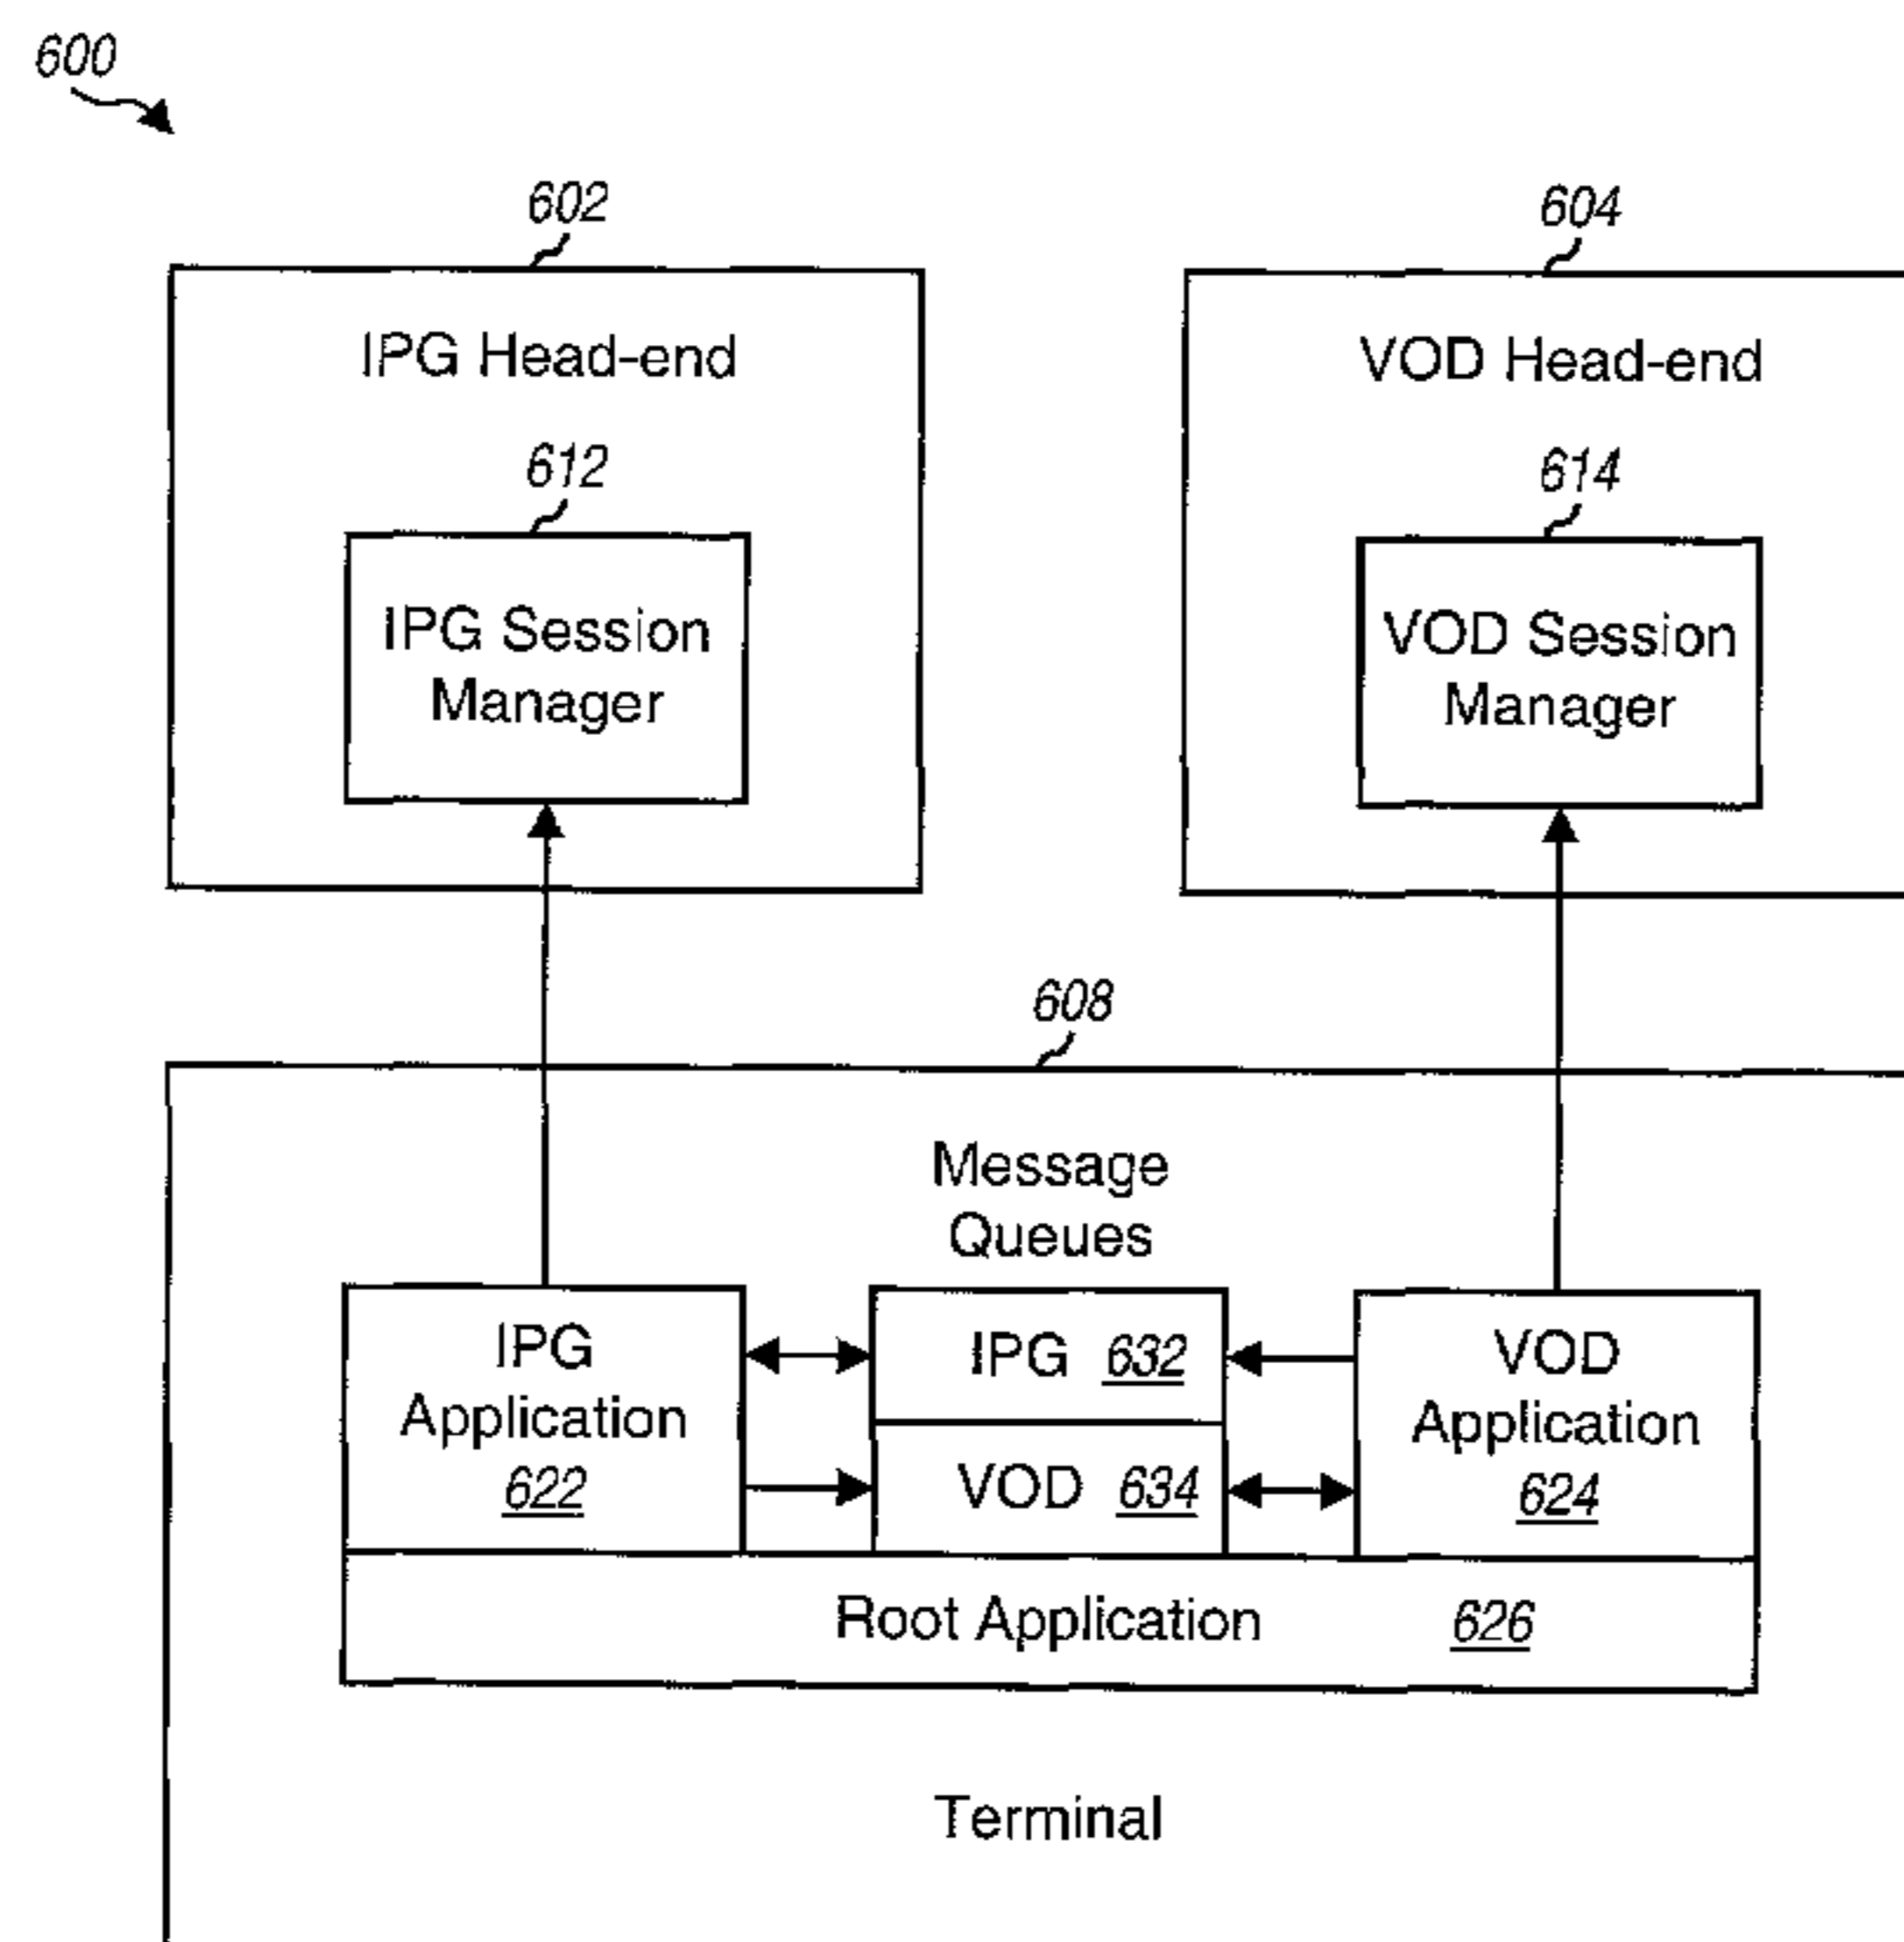 600
602
604
IPG Head-end
VOD Head-end
612
614
IPG Session
Manager
VOD Session
Manager
608
Message
Queues
IPG
Application
622
IPG 632
VOD 634
VOD
Application
624
Root Application 626
Terminal